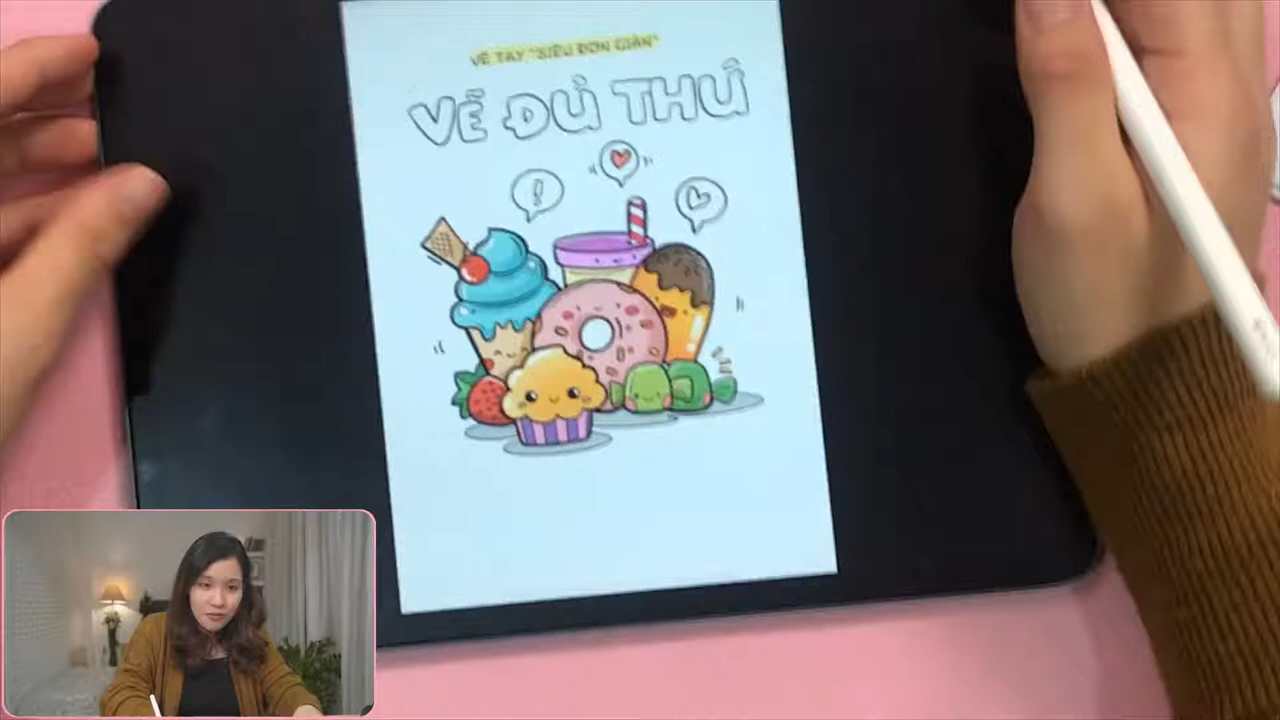 VẼ TAY "SIÊU ĐƠN GIẢN"
VẼ ĐỦ THỨ
!